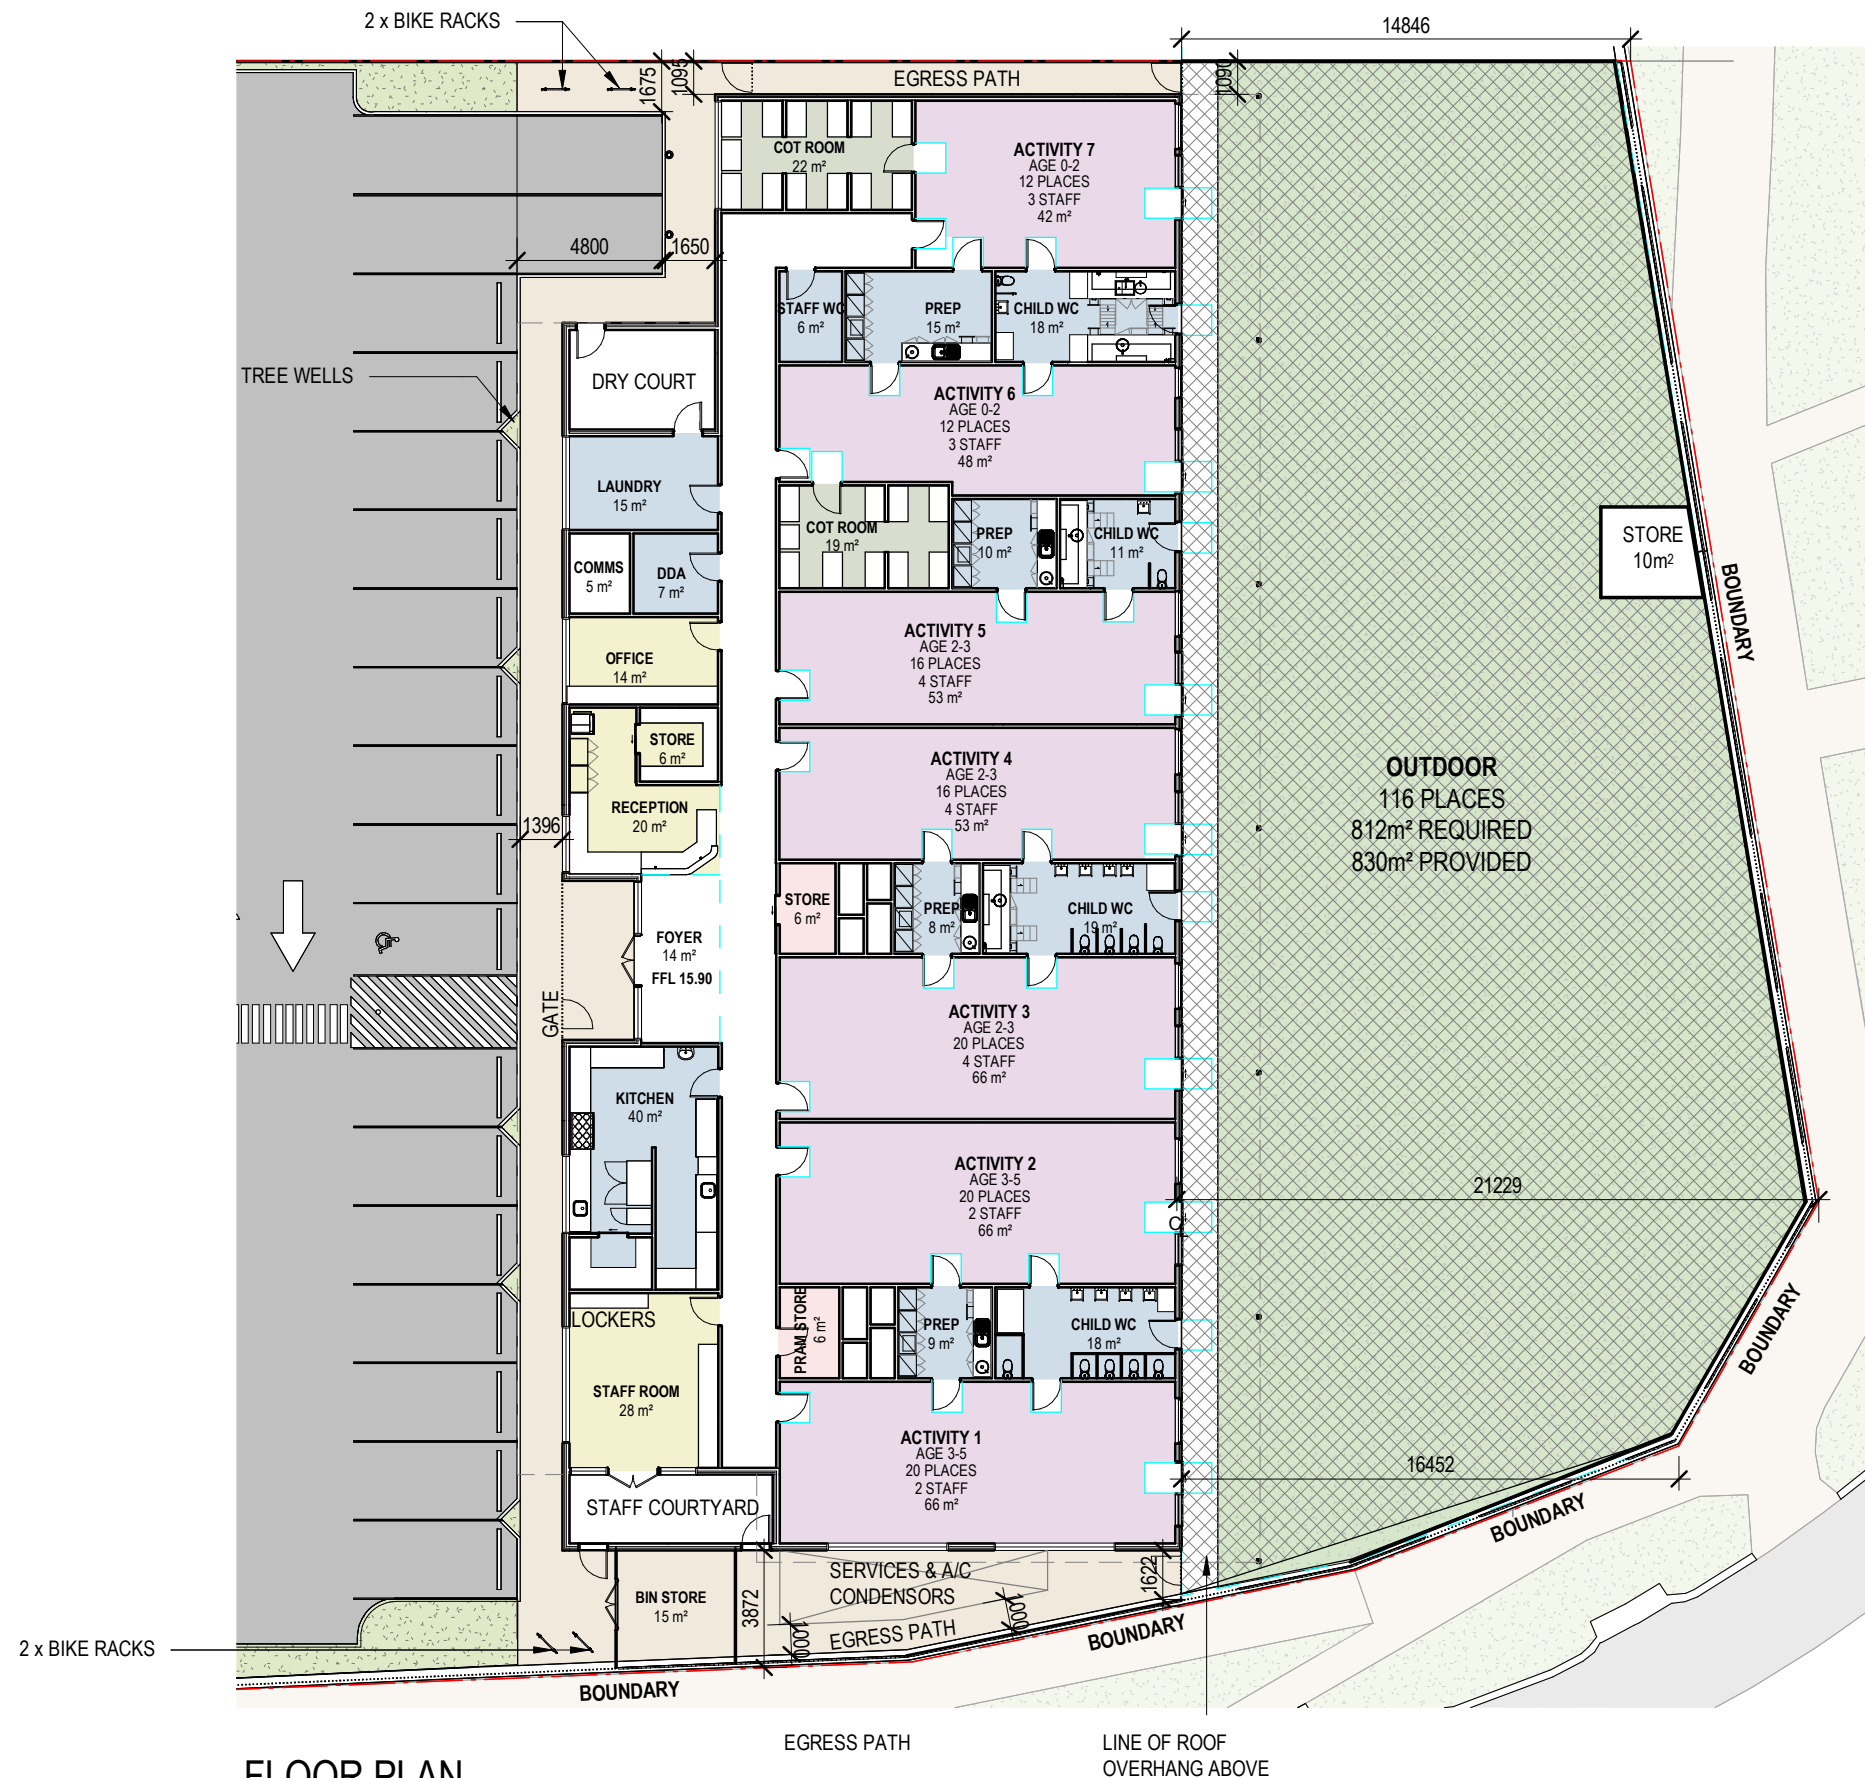 2 x BIKE RACKS
14846
EGRESS PATH
1675
1095
1090
COT ROOM
22 m²
ACTIVITY 7
AGE 0-2
12 PLACES
3 STAFF
42 m²
4800
1650
STAFF WC
6 m²
PREP
15 m²
CHILD WC
18 m²
TREE WELLS
DRY COURT
ACTIVITY 6
AGE 0-2
12 PLACES
3 STAFF
48 m²
LAUNDRY
15 m²
COT ROOM
19 m²
PREP
10 m²
CHILD WC
11 m²
STORE
10m²
COMMS
5 m²
DDA
7 m²
BOUNDARY
OFFICE
14 m²
ACTIVITY 5
AGE 2-3
16 PLACES
4 STAFF
53 m²
STORE
6 m²
RECEPTION
20 m²
ACTIVITY 4
AGE 2-3
16 PLACES
4 STAFF
53 m²
OUTDOOR
116 PLACES
812m² REQUIRED
830m² PROVIDED
1396
STORE
6 m²
PREP
8 m²
CHILD WC
19 m²
FOYER
14 m²
FFL 15.90
GATE
ACTIVITY 3
AGE 2-3
20 PLACES
4 STAFF
66 m²
KITCHEN
40 m²
ACTIVITY 2
AGE 3-5
20 PLACES
2 STAFF
66 m²
21229
C
LOCKERS
PRAM STORE
6 m²
PREP
9 m²
CHILD WC
18 m²
BOUNDARY
STAFF ROOM
28 m²
ACTIVITY 1
AGE 3-5
20 PLACES
2 STAFF
66 m²
16452
STAFF COURTYARD
BOUNDARY
BIN STORE
15 m²
3872
SERVICES & A/C
CONDENSORS
1622
1000
1000
EGRESS PATH
BOUNDARY
2 x BIKE RACKS
BOUNDARY
EGRESS PATH
LINE OF ROOF
OVERHANG ABOVE
FLOOR PLAN